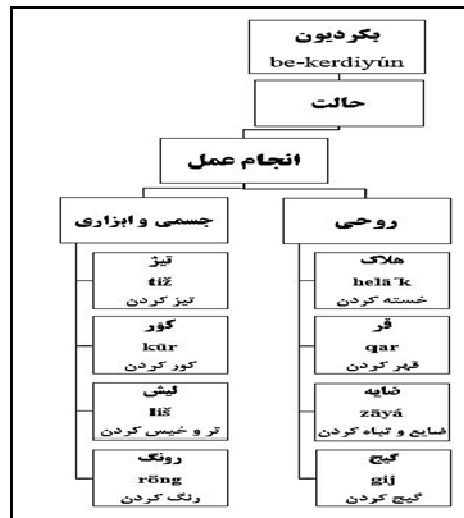 بکردیون
be-kerdiyún
حالت
انجام عمل
روحی
هلاک
helā´k
خسته کردن
قر
qar
قهر کردن
ضایه
zāyá
ضایع و تباه کردن
گیج
gij
گیج کردن
جسمی و ابزاری
تیژ
tiž
تیز کردن
کوٚر
kūr
کور کردن
لیش
liš
تر و خیس کردن
رونگ
rōng
رنگ کردن